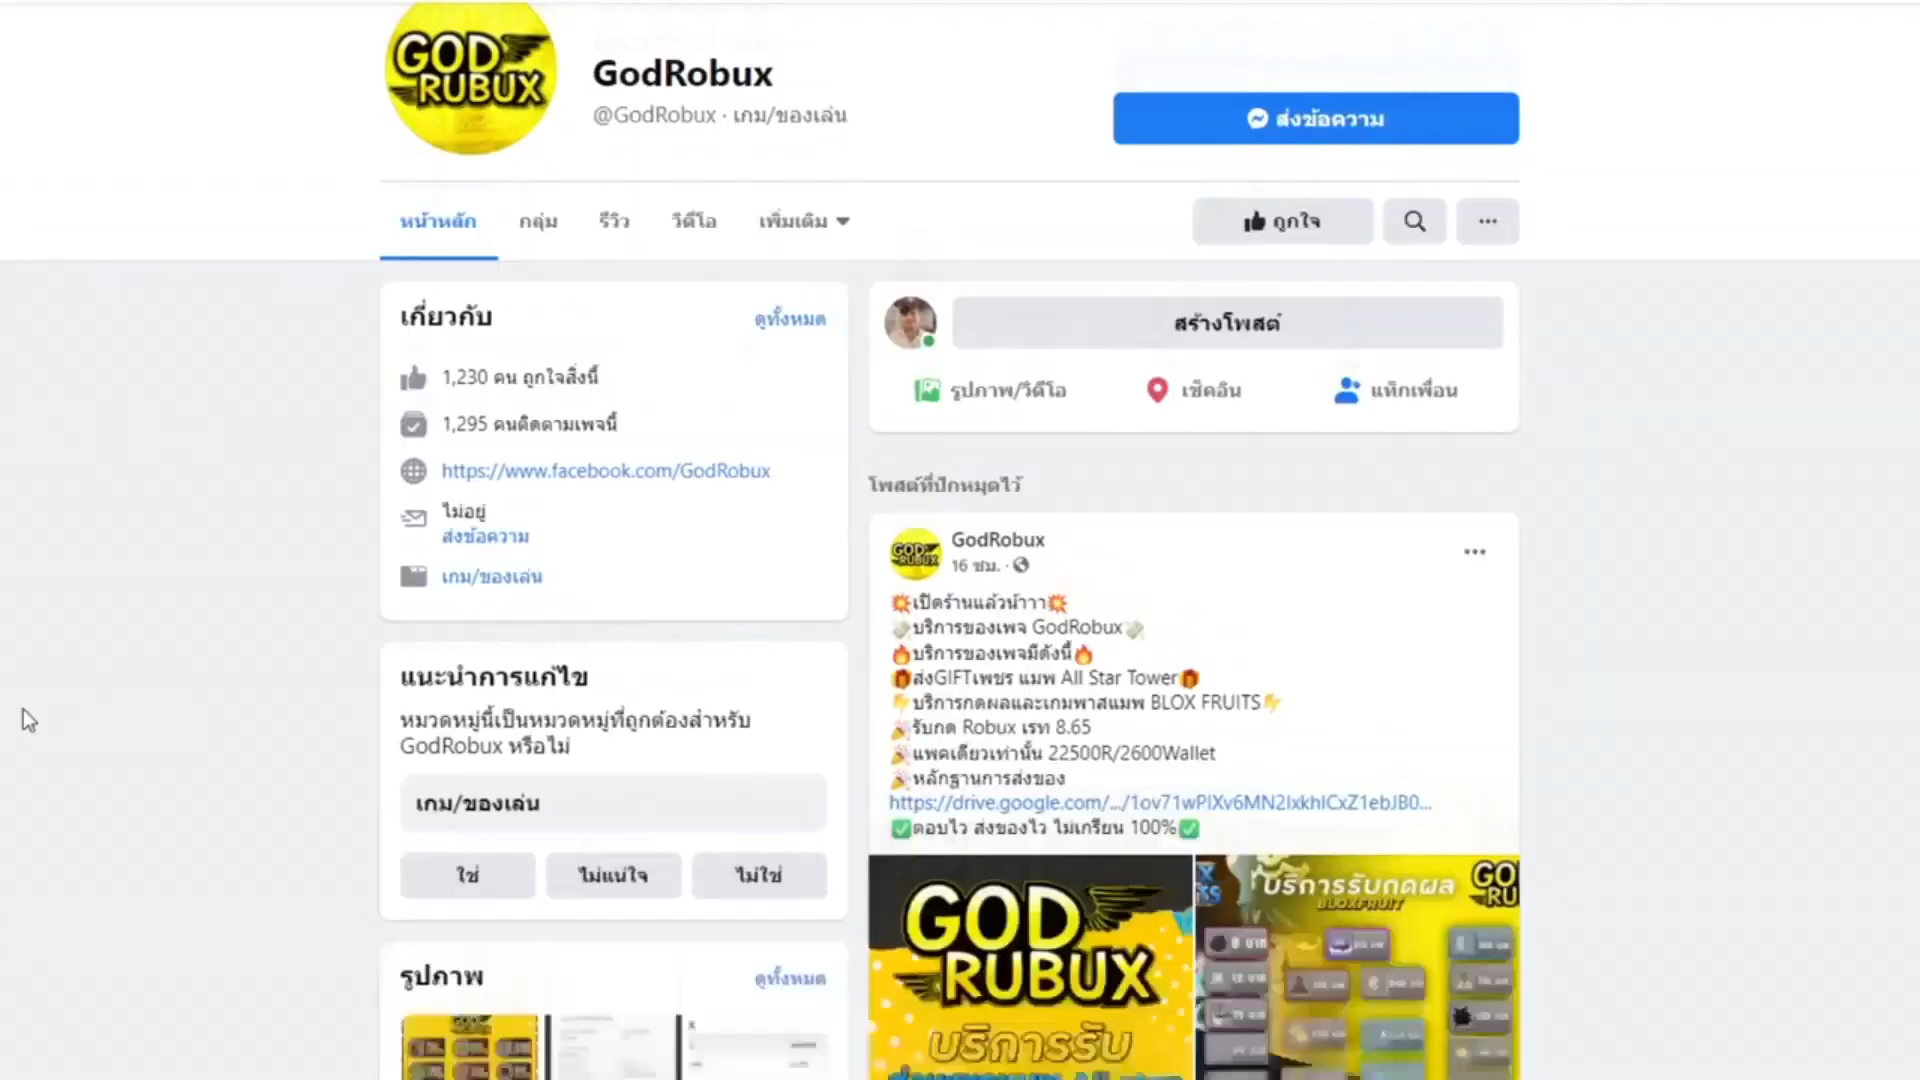 GOD
RUBUX
GodRobux
@GodRobux · เกม/ของเล่น
ส่งข้อความ
หน้าหลัก
กลุ่ม
รีวิว
วิดีโอ
เพิ่มเติม
ถูกใจ
เกี่ยวกับ
ดูทั้งหมด
1,230 คน ถูกใจสิ่งนี้
1,295 คนติดตามเพจนี้
https://www.facebook.com/GodRobux
ไม่อยู่
ส่งข้อความ
เกม/ของเล่น
แนะนำการแก้ไข
หมวดหมู่นี้เป็นหมวดหมู่ที่ถูกต้องสำหรับ
GodRobux หรือไม่
เกม/ของเล่น
ใช่
ไม่แน่ใจ
ไม่ใช่
รูปภาพ
ดูทั้งหมด
สร้างโพสต์
รูปภาพ/วิดีโอ
เช็คอิน
แท็กเพื่อน
โพสต์ที่ปักหมุดไว้
GOD
RUBUX
GodRobux
16 ชม. ·
💥เปิดร้านแล้วน้าาา💥
💸บริการของเพจ GodRobux💸
🔥บริการของเพจมีดังนี้🔥
🎁ส่งGIFTเพชร แมพ All Star Tower🎁
⚡บริการกดผลและเกมพาสแมพ BLOX FRUITS⚡
🎉รับกด Robux เรท 8.65
🎉แพคเดียวเท่านั้น 22500R/2600Wallet
🎉หลักฐานการส่งของ
https://drive.google.com/.../1ov71wPlXv6MN2lxkhlCxZ1ebJB0...
✅ตอบไว ส่งของไว ไม่เกรียน 100%✅
GOD
RUBUX
บริการรับ
บริการรับกดผล
BLOXFRUIT
GO
RU